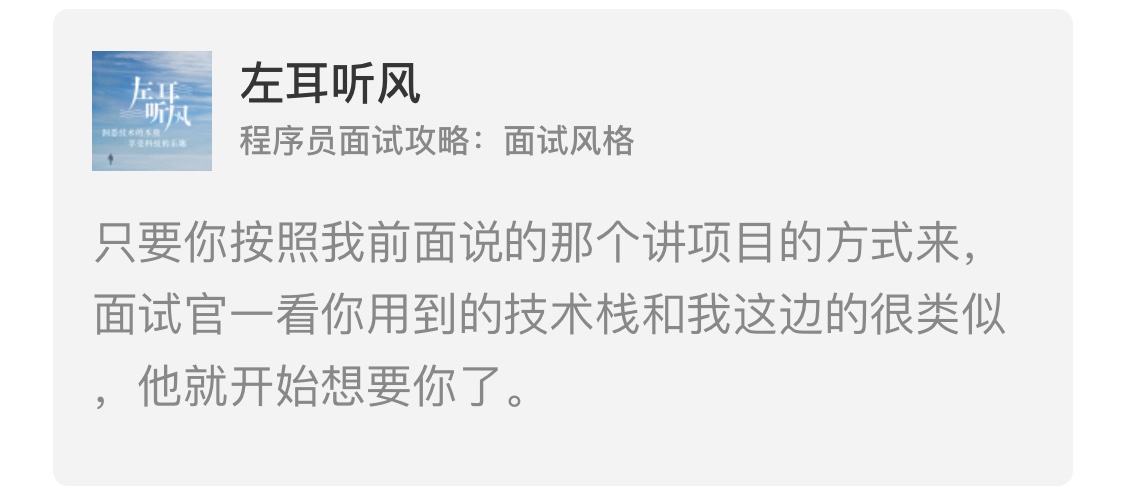 左耳
听风
洞悉技术的本质
享受科技的乐趣
左耳听风
程序员面试攻略：面试风格
只要你按照我前面说的那个讲项目的方式来，
面试官一看你用到的技术栈和我这边的很类似
，他就开始想要你了。